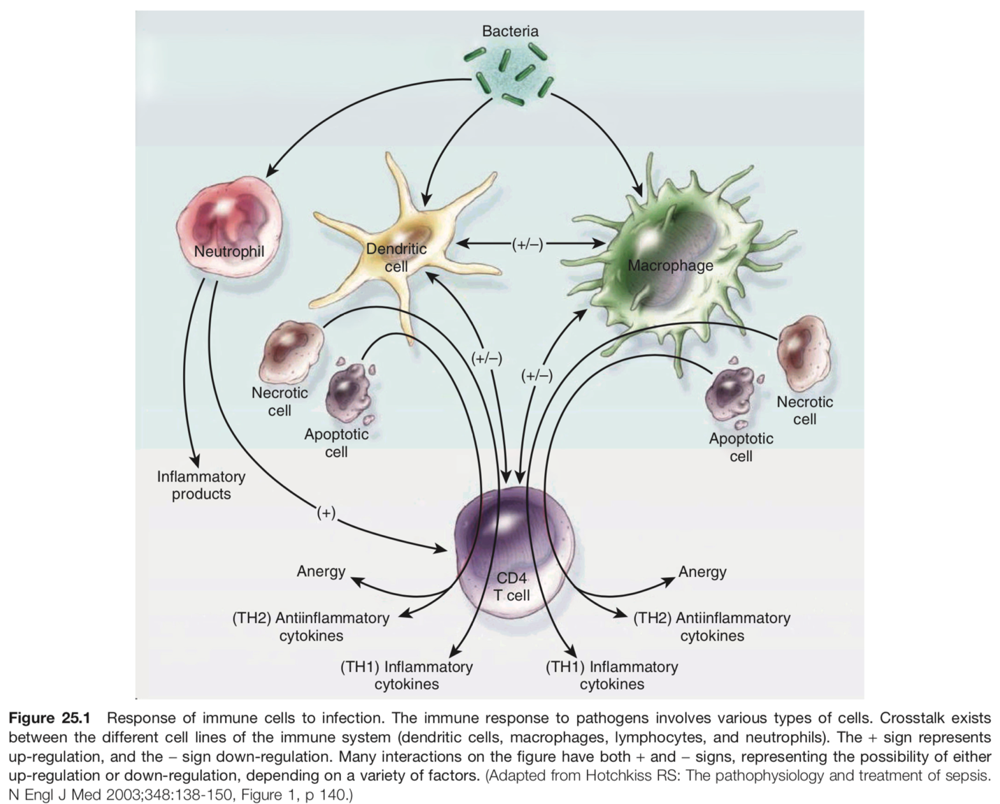 Bacteria
Neutrophil
Dendritic
cell
(+/–)
Macrophage
(+/–)
(+/–)
Necrotic
cell
Apoptotic
cell
Necrotic
cell
Apoptotic
cell
Inflammatory
products
(+)
CD4
T cell
Anergy
Anergy
(TH2) Antiinflammatory
cytokines
(TH2) Antiinflammatory
cytokines
(TH1) Inflammatory
cytokines
(TH1) Inflammatory
cytokines
Figure 25.1 Response of immune cells to infection. The immune response to pathogens involves various types of cells. Crosstalk exists
between the different cell lines of the immune system (dendritic cells, macrophages, lymphocytes, and neutrophils). The + sign represents
up-regulation, and the – sign down-regulation. Many interactions on the figure have both + and – signs, representing the possibility of either
up-regulation or down-regulation, depending on a variety of factors. (Adapted from Hotchkiss RS: The pathophysiology and treatment of sepsis.
N Engl J Med 2003;348:138-150, Figure 1, p 140.)